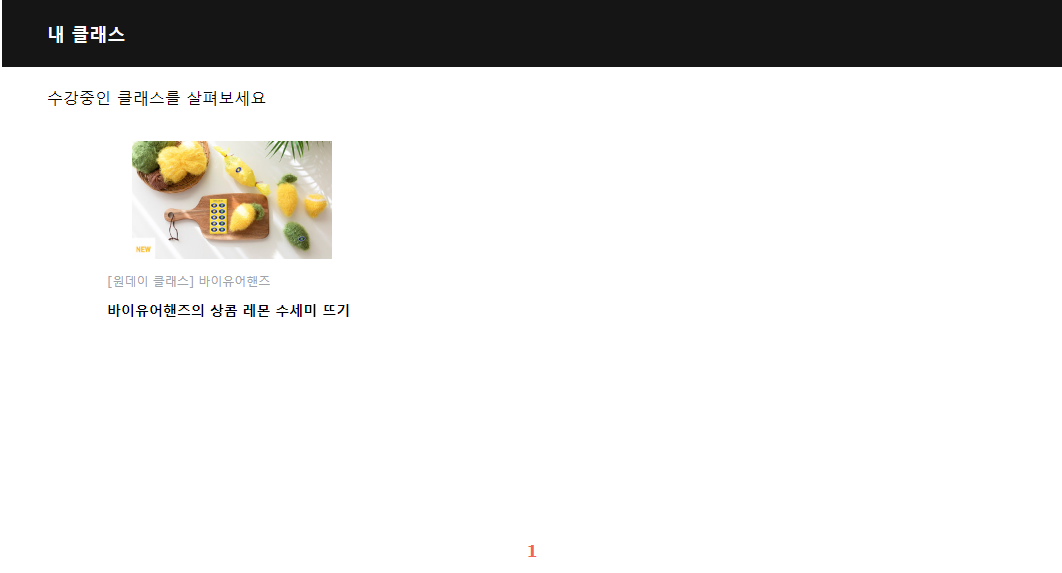 내 클래스
수강중인 클래스를 살펴보세요
NEW
[원데이 클래스] 바이유어핸즈
바이유어핸즈의 상콤 레몬 수세미 뜨기
1